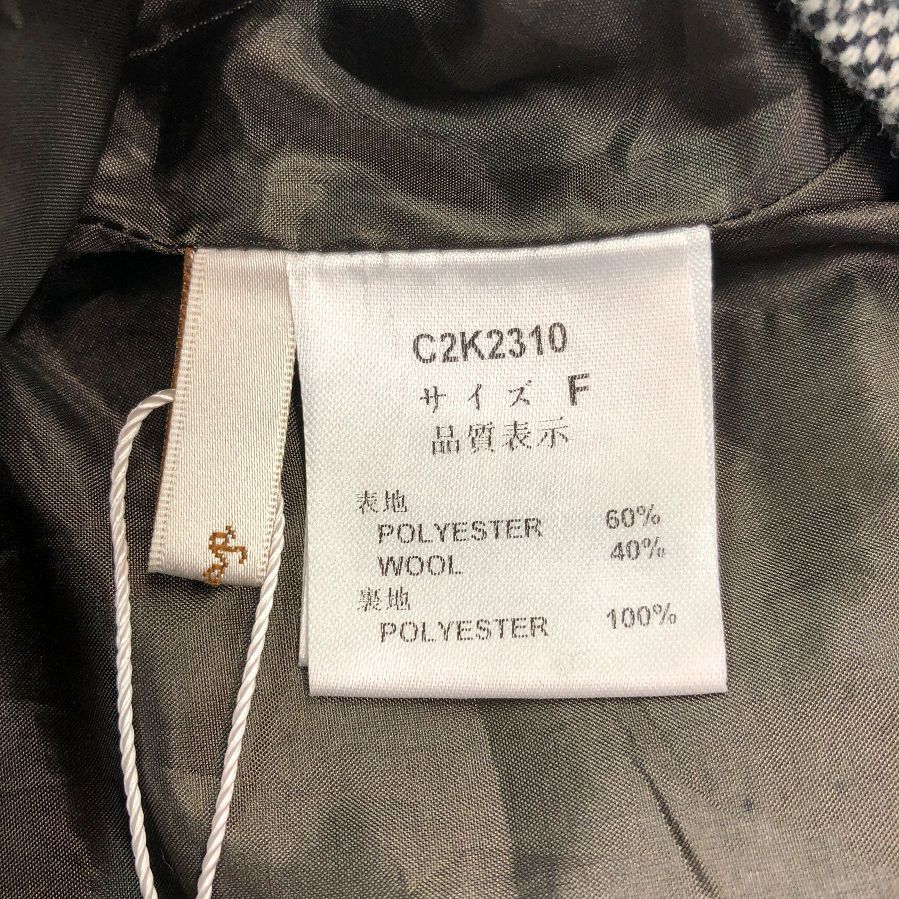 C2K2310
サイズ F
品質表示
表地
POLYESTER 60%
WOOL 40%
裏地
POLYESTER 100%